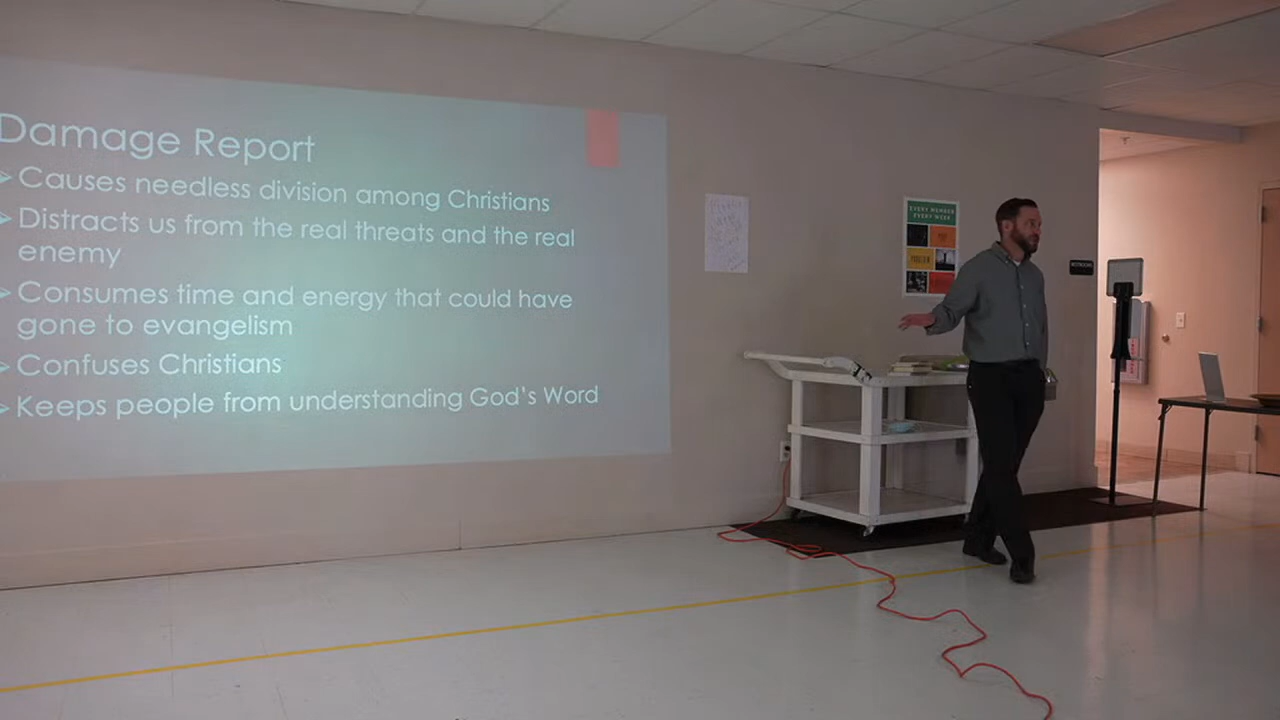 Damage Report
Causes needless division among Christians
Distracts us from the real threats and the real
enemy
Consumes time and energy that could have
gone to evangelism
Confuses Christians
Keeps people from understanding God's Word
EVERY MEMBER
EVERY WEEK